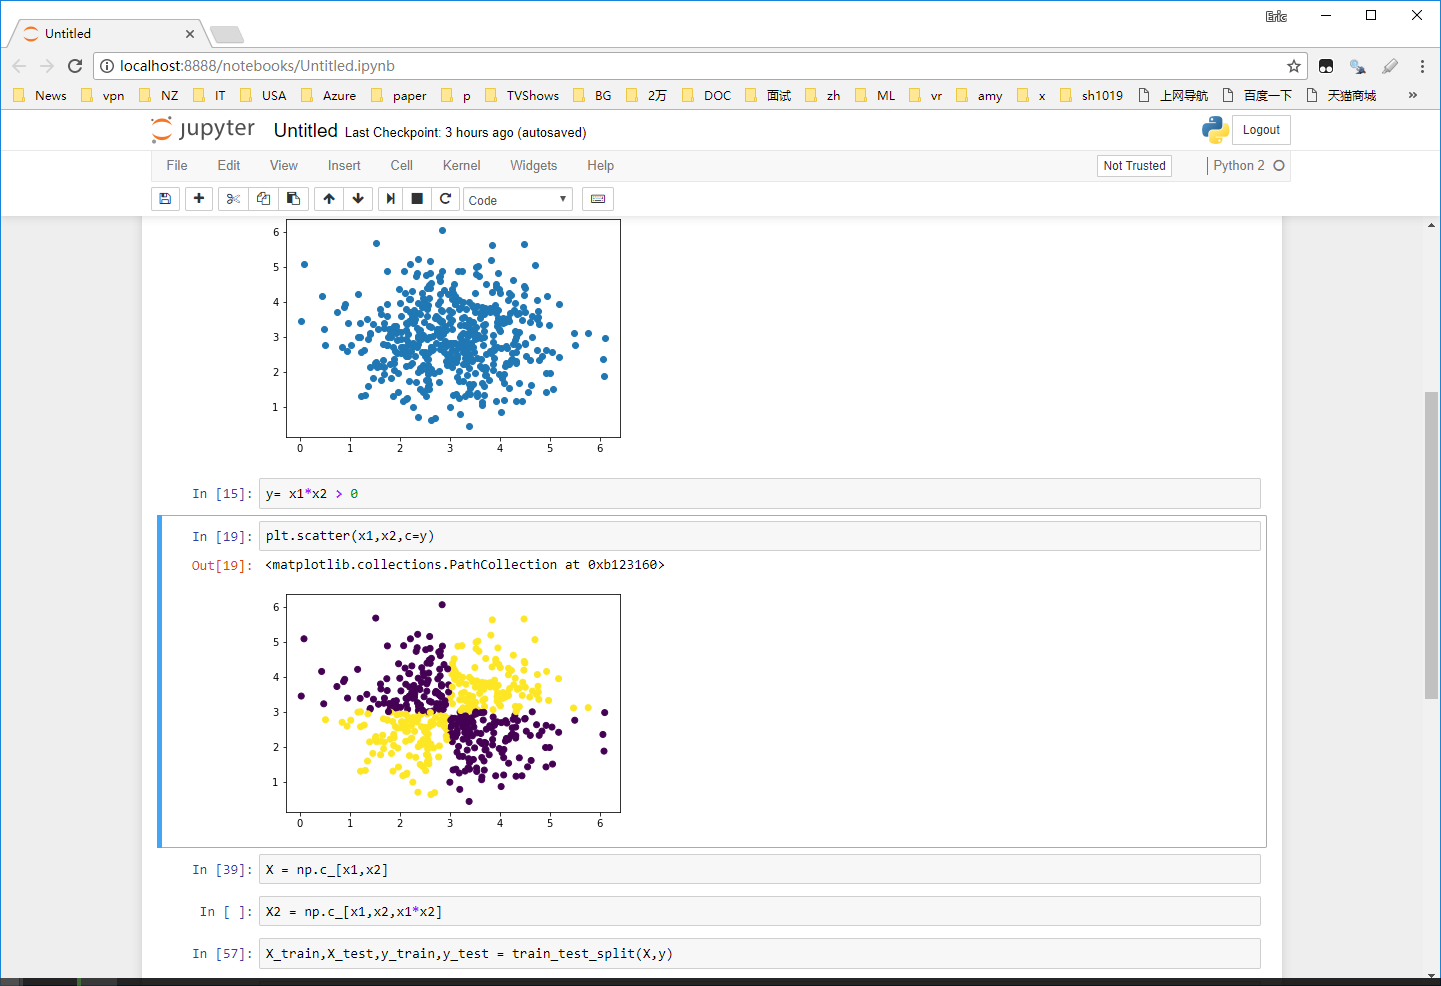 Eric
Untitled
localhost:8888/notebooks/Untitled.ipynb
News vpn NZ IT USA Azure paper p TVShows BG 2万 DOC 面试 zh ML vr amy x sh1019 上网导航 百度一下 天猫商城 »
jupyter Untitled Last Checkpoint: 3 hours ago (autosaved) Logout
File Edit View Insert Cell Kernel Widgets Help Not Trusted Python 2
Code
6
5
4
3
2
1
0 1 2 3 4 5 6
In [15]: y= x1*x2 > 0
In [19]: plt.scatter(x1,x2,c=y)
Out[19]: <matplotlib.collections.PathCollection at 0xb123160>
6
5
4
3
2
1
0 1 2 3 4 5 6
In [39]: X = np.c_[x1,x2]
In [ ]: X2 = np.c_[x1,x2,x1*x2]
In [57]: X_train,X_test,y_train,y_test = train_test_split(X,y)